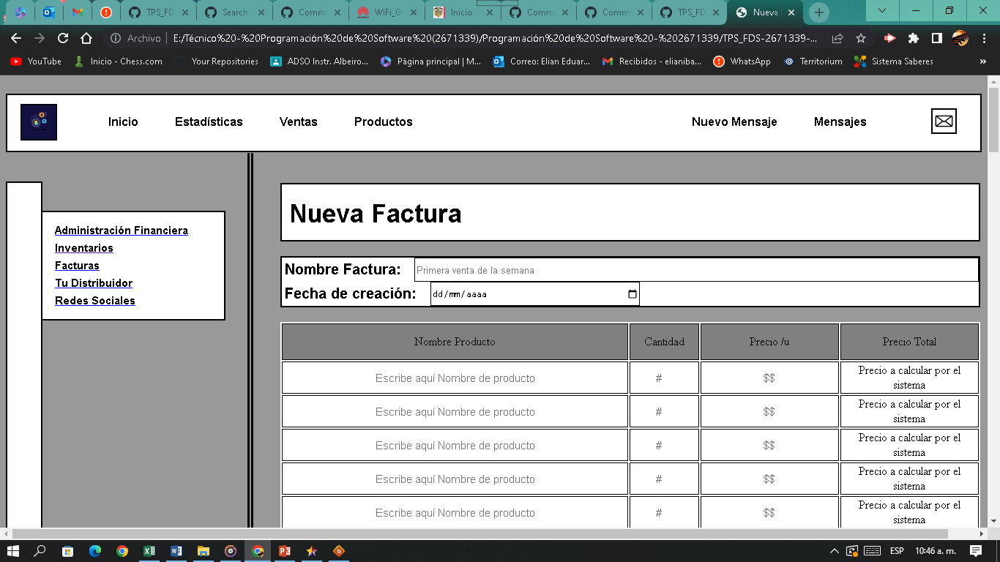 TPS_FD
Search
Comm
WiFi_G
Inicio
Comm
Comm
TPS_FD
Nueva
Archivo | E:/Técnico%20-%20Programación%20de%20Software%20(2671339)/Programación%20de%20Software%20-%202671339/TPS_FDS-2671339-...
YouTube
Inicio - Chess.com
Your Repositories
ADSO Instr. Albeiro...
Página principal | M...
Correo: Elian Eduar...
Recibidos - elianiba...
WhatsApp
Territorium
Sistema Saberes
»
Inicio Estadísticas Ventas Productos Nuevo Mensaje Mensajes
Administración Financiera
Inventarios
Facturas
Tu Distribuidor
Redes Sociales
Nueva Factura
Nombre Factura: Primera venta de la semana
Fecha de creación: dd/mm/aaaa
Nombre Producto Cantidad Precio /u Precio Total
Escribe aquí Nombre de producto # $$ Precio a calcular por el
sistema
Escribe aquí Nombre de producto # $$ Precio a calcular por el
sistema
Escribe aquí Nombre de producto # $$ Precio a calcular por el
sistema
Escribe aquí Nombre de producto # $$ Precio a calcular por el
sistema
Escribe aquí Nombre de producto # $$ Precio a calcular por el
sistema
ESP 10:46 a. m.